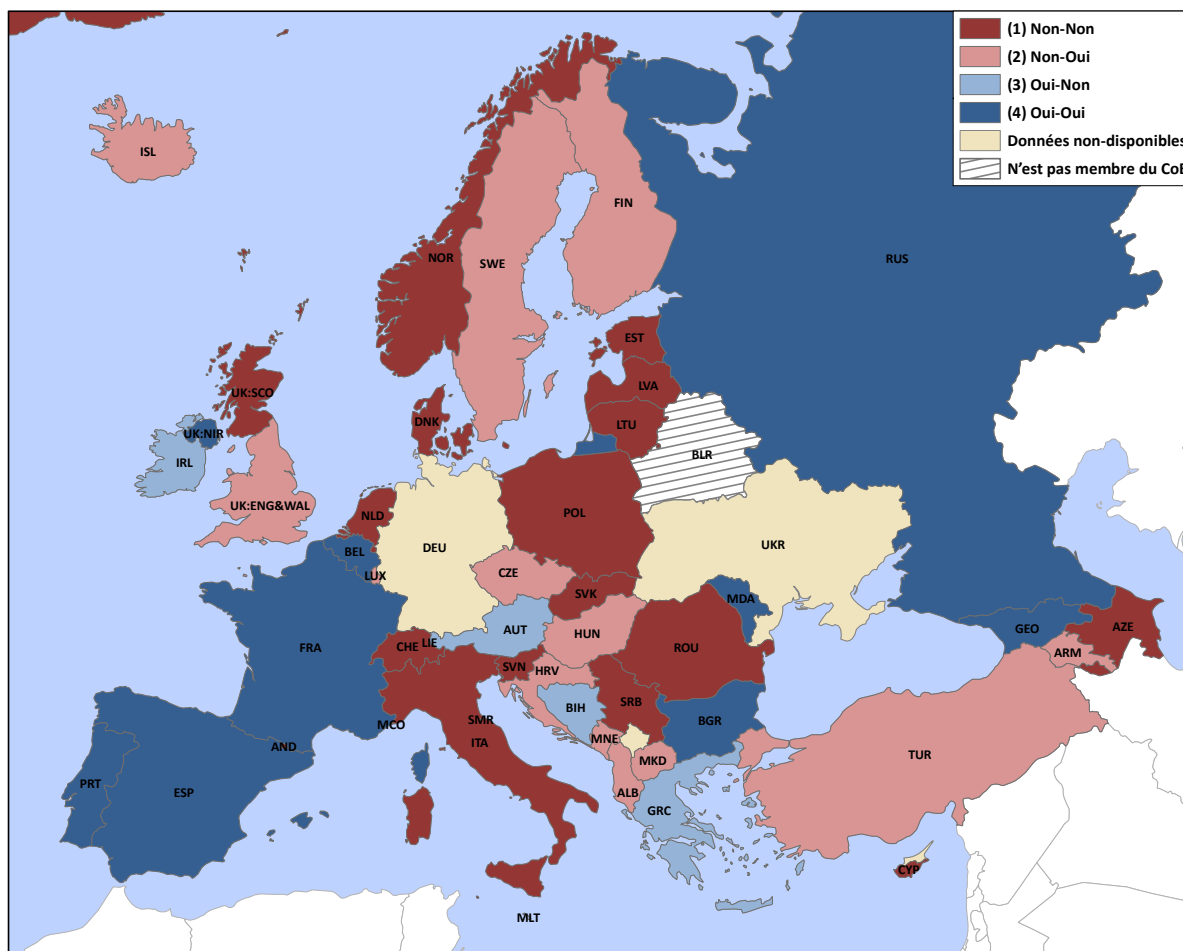 (1) Non-Non
(2) Non-Oui
(3) Oui-Non
(4) Oui-Oui
Données non-disponibles
N'est pas membre du CoE
ISL
FIN
RUS
NOR
SWE
EST
LVA
UK:SCO
DNK
LTU
UK:NIR
BLR
IRL
UK:ENG&WAL
NLD
POL
DEU
UKR
BEL
LUX
CZE
SVK
MDA
AUT
HUN
GEO
AZE
FRA
CHE
LIE
ROU
ARM
SVN
HRV
SRB
BIH
MCO
SMR
BGR
ITA
MNE
AND
MKD
TUR
PRT
ESP
ALB
GRC
CYP
MLT